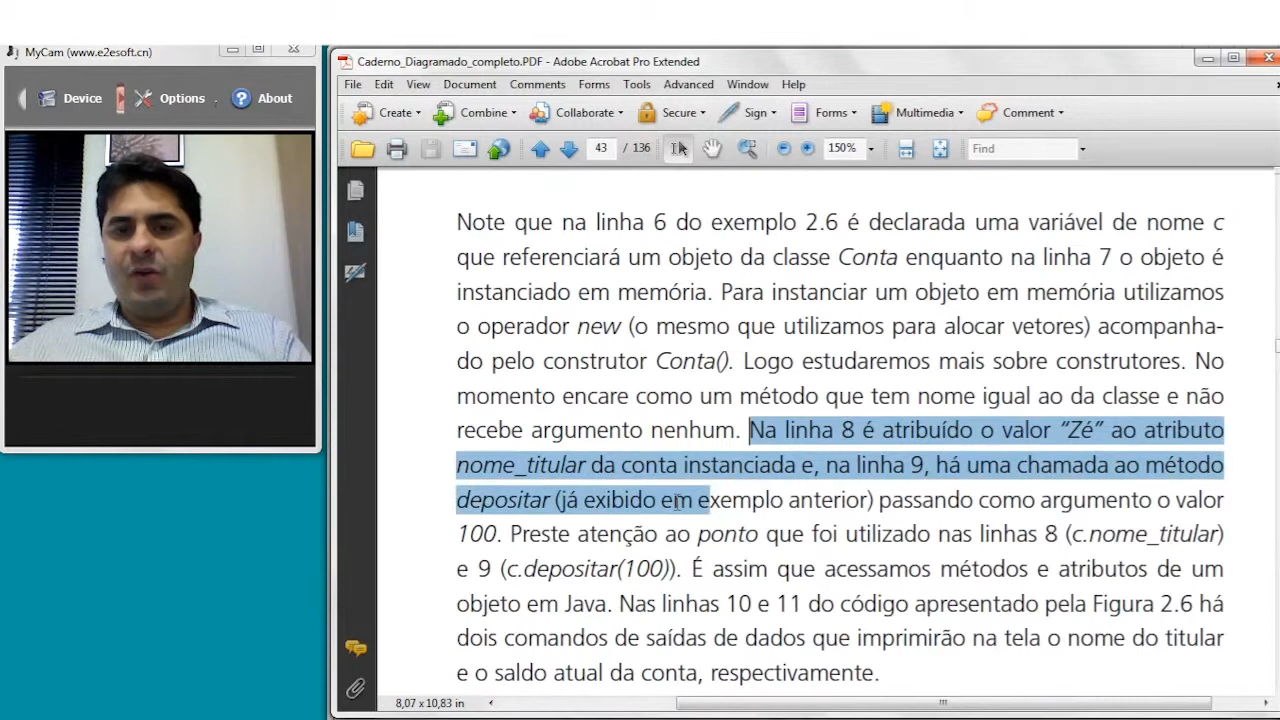 MyCam (www.e2esoft.cn)
Device
Options
About
Caderno_Diagramado_completo.PDF - Adobe Acrobat Pro Extended
File Edit View Document Comments Forms Tools Advanced Window Help
Create Combine Collaborate Secure Sign Forms Multimedia Comment
43 / 136 150% Find
Note que na linha 6 do exemplo 2.6 é declarada uma variável de nome c
que referenciará um objeto da classe Conta enquanto na linha 7 o objeto é
instanciado em memória. Para instanciar um objeto em memória utilizamos
o operador new (o mesmo que utilizamos para alocar vetores) acompanha-
do pelo construtor Conta(). Logo estudaremos mais sobre construtores. No
momento encare como um método que tem nome igual ao da classe e não
recebe argumento nenhum. Na linha 8 é atribuído o valor “Zé” ao atributo
nome_titular da conta instanciada e, na linha 9, há uma chamada ao método
depositar (já exibido em exemplo anterior) passando como argumento o valor
100. Preste atenção ao ponto que foi utilizado nas linhas 8 (c.nome_titular)
e 9 (c.depositar(100)). É assim que acessamos métodos e atributos de um
objeto em Java. Nas linhas 10 e 11 do código apresentado pela Figura 2.6 há
dois comandos de saídas de dados que imprimirão na tela o nome do titular
e o saldo atual da conta, respectivamente.
8,07 x 10,83 in